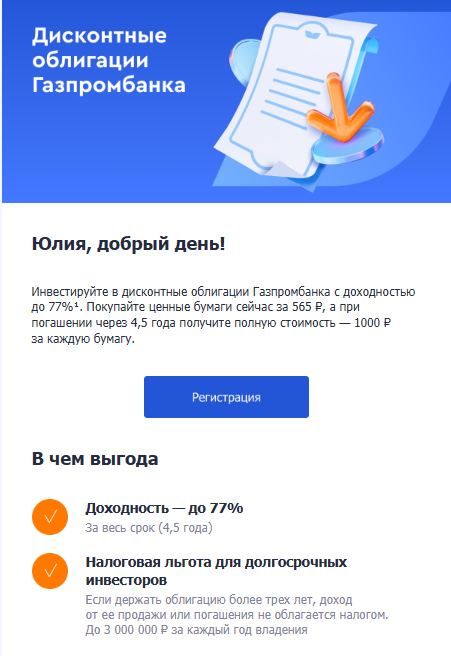 Дисконтные
облигации
Газпромбанка
Юлия, добрый день!
Инвестируйте в дисконтные облигации Газпромбанка с доходностью
до 77%¹. Покупайте ценные бумаги сейчас за 565 ₽, а при
погашении через 4,5 года получите полную стоимость — 1000 ₽
за каждую бумагу.
Регистрация
В чем выгода
Доходность — до 77%
За весь срок (4,5 года)
Налоговая льгота для долгосрочных
инвесторов
Если держать облигацию более трех лет, доход
от ее продажи или погашения не облагается налогом.
До 3 000 000 ₽ за каждый год владения